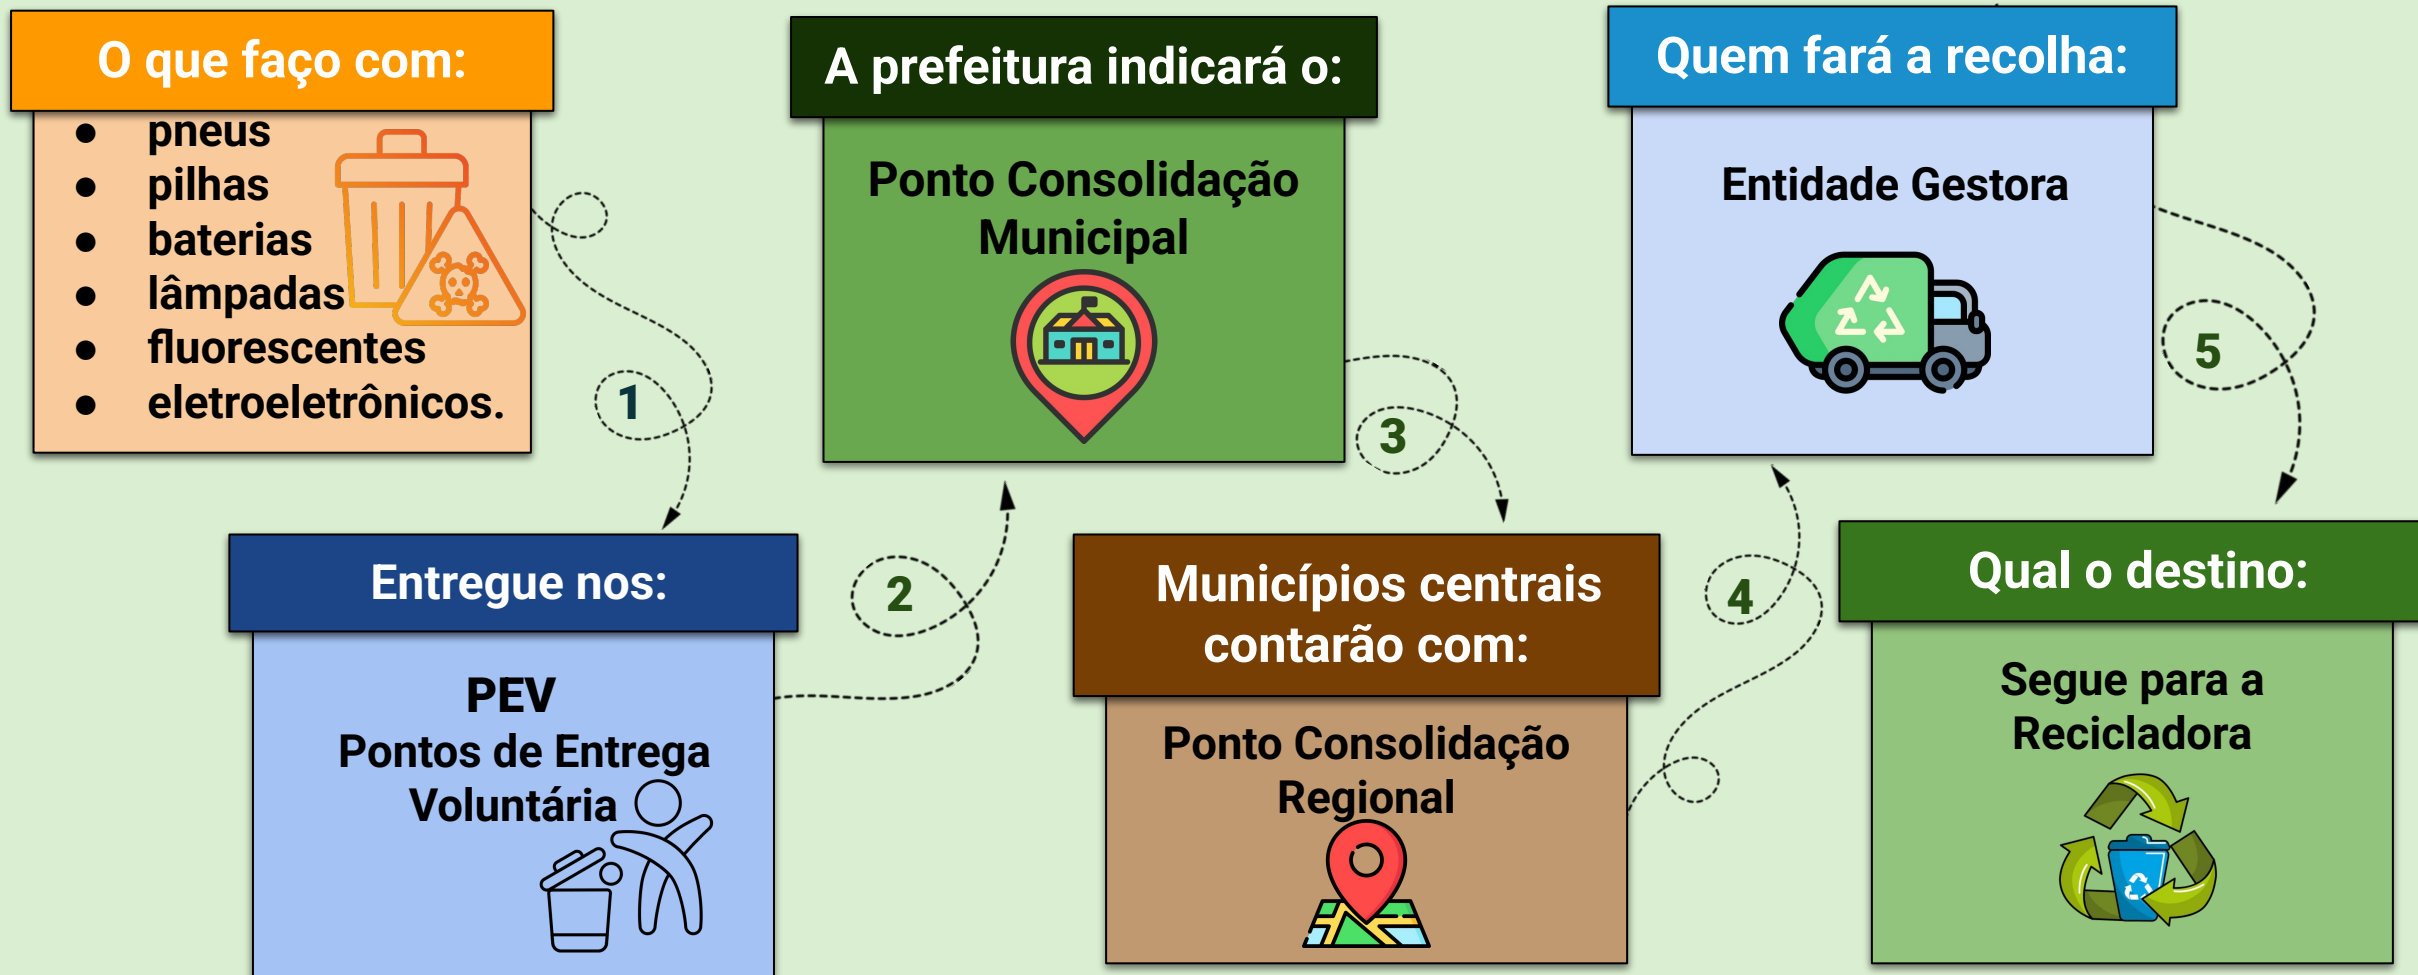 O que faço com:
● pneus
● pilhas
● baterias
● lâmpadas
● fluorescentes
● eletroeletrônicos.
1
Entregue nos:
PEV
Pontos de Entrega
Voluntária
2
A prefeitura indicará o:
Ponto Consolidação
Municipal
3
Municípios centrais
contarão com:
Ponto Consolidação
Regional
4
Quem fará a recolha:
Entidade Gestora
5
Qual o destino:
Segue para a
Recicladora